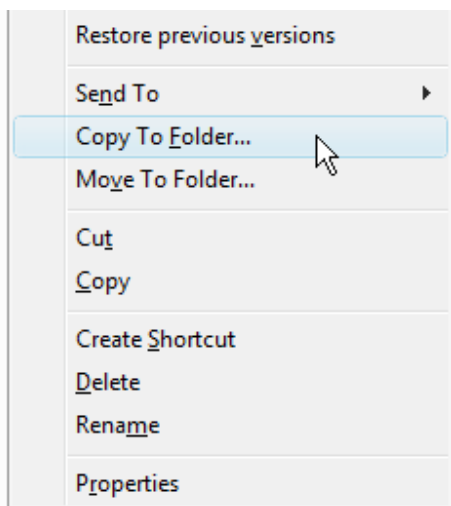 Restore previous versions
Send To
Copy To Folder...
Move To Folder...
Cut
Copy
Create Shortcut
Delete
Rename
Properties